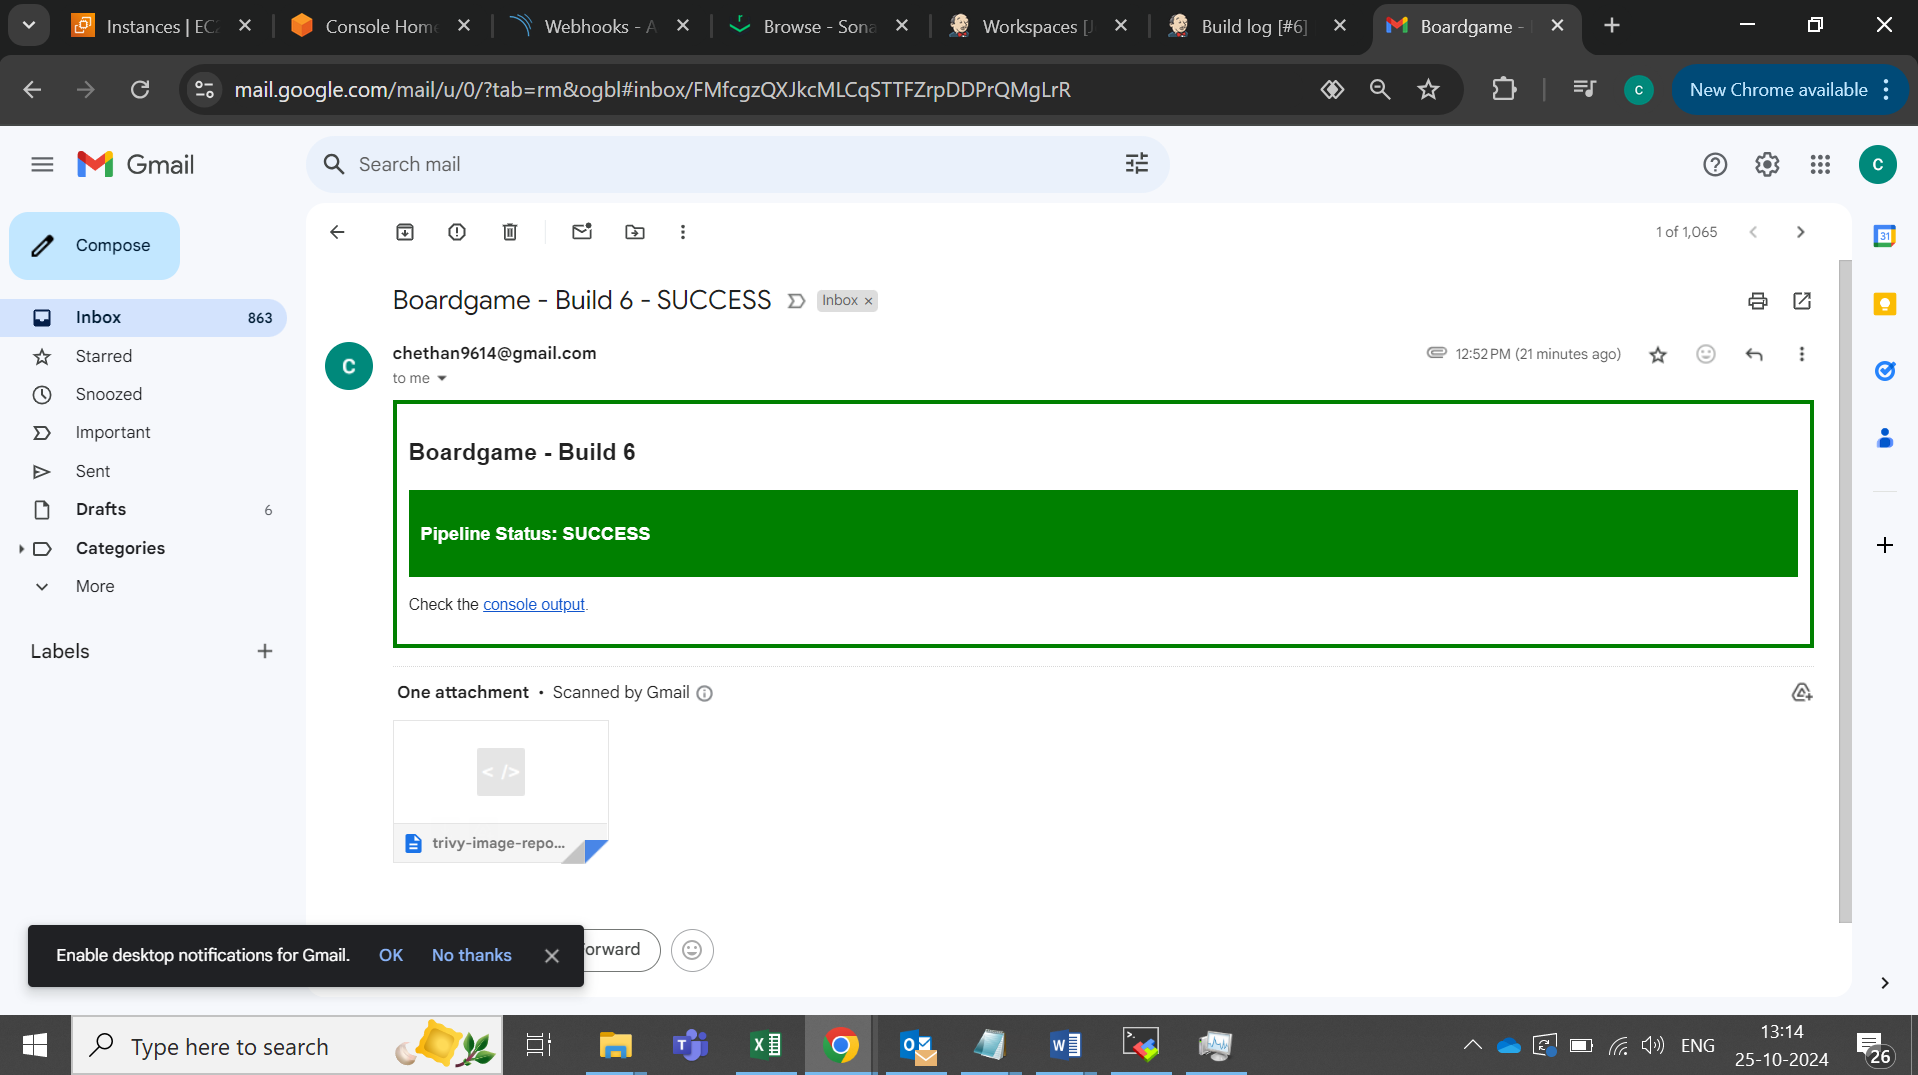 Instances | EC2
Console Home
Webhooks - A
Browse - Sona
Workspaces [J
Build log [#6]
Boardgame -
mail.google.com/mail/u/0/?tab=rm&ogbl#inbox/FMfcgzQXJkcMLCqSTTFZrpDDPrQMgLrR
C
New Chrome available
Gmail
Search mail
C
Compose
1 of 1,065
31
Boardgame - Build 6 - SUCCESS
Inbox ×
Inbox 863
Starred
Snoozed
Important
Sent
Drafts 6
Categories
More
Labels
C
chethan9614@gmail.com
12:52 PM (21 minutes ago)
to me
Boardgame - Build 6
Pipeline Status: SUCCESS
Check the console output.
One attachment • Scanned by Gmail
< />
trivy-image-repo...
Enable desktop notifications for Gmail. OK No thanks
orward
Type here to search
ENG
13:14
25-10-2024
26